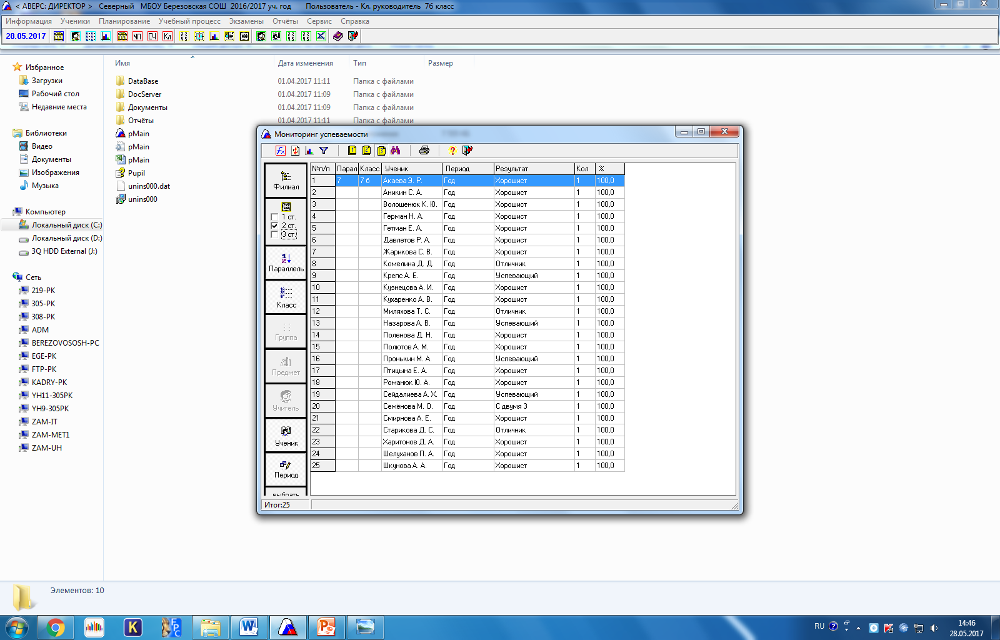 < АВЕРС: ДИРЕКТОР >   Северный   МБОУ Березовская СОШ  2016/2017 уч. год      Пользователь - Кл. руководитель  7б класс
Информация Ученики Планирование Учебный процесс Экзамены Отчёты Сервис Справка
28.05.2017 ЧП СЧ Кл
Имя Дата изменения Тип Размер
Избранное
Загрузки
Рабочий стол
Недавние места
Библиотеки
Видео
Документы
Изображения
Музыка
Компьютер
Локальный диск (C:)
Локальный диск (D:)
3Q HDD External (J:)
Сеть
219-РК
305-РК
308-РК
ADM
BEREZOVOSOSH-PC
EGE-PK
FTP-PK
KADRY-PK
YH11-305PK
YH9-305PK
ZAM-IT
ZAM-MET1
ZAM-UH
DataBase 01.04.2017 11:11 Папка с файлами
DocServer 01.04.2017 11:09 Папка с файлами
Документы 01.04.2017 11:09 Папка с файлами
Отчёты 01.04.2017 11:11 Папка с файлами
pMain
pMain
pMain
Pupil
unins000.dat
unins000
Мониторинг успеваемости
Филиал
1 ст.
2 ст.
3 ст.
Параллель
Класс
Группа
Предмет
Учитель
Ученик
Период
выбрать
№п/п Парал Класс Ученик Период Результат Кол %
1 7 7 б Акаева Э. Р. Год Хорошист 1 100,0
2 Аникин С. А. Год Хорошист 1 100,0
3 Волошенюк К. Ю. Год Хорошист 1 100,0
4 Герман Н. А. Год Хорошист 1 100,0
5 Гетман Е. А. Год Хорошист 1 100,0
6 Давлетов Р. А. Год Хорошист 1 100,0
7 Жарикова С. В. Год Хорошист 1 100,0
8 Комелина Д. Д. Год Отличник 1 100,0
9 Крепс А. Е. Год Успевающий 1 100,0
10 Кузнецова А. И. Год Хорошист 1 100,0
11 Кухаренко А. В. Год Хорошист 1 100,0
12 Миляхова Т. С. Год Отличник 1 100,0
13 Назарова А. В. Год Успевающий 1 100,0
14 Поленова Д. Н. Год Хорошист 1 100,0
15 Полютов А. М. Год Хорошист 1 100,0
16 Пронькин М. А. Год Успевающий 1 100,0
17 Птицына Е. А. Год Хорошист 1 100,0
18 Романюк Ю. А. Год Хорошист 1 100,0
19 Сейдалиева А. Х. Год Успевающий 1 100,0
20 Семёнова М. О. Год С двумя 3 1 100,0
21 Смирнова А. Е. Год Хорошист 1 100,0
22 Старикова Д. С. Год Отличник 1 100,0
23 Харитонов Д. А. Год Хорошист 1 100,0
24 Шелуханов П. А. Год Хорошист 1 100,0
25 Шкунова А. А. Год Хорошист 1 100,0
Итог:25
Элементов: 10
RU 14:46
28.05.2017